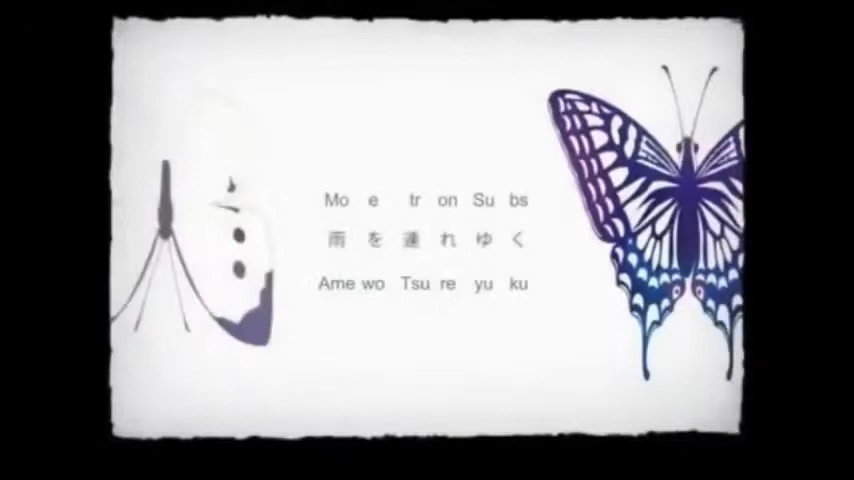 Mo e tr on Su bs
雨 を 連 れ ゆ く
Ame wo Tsu re yu ku